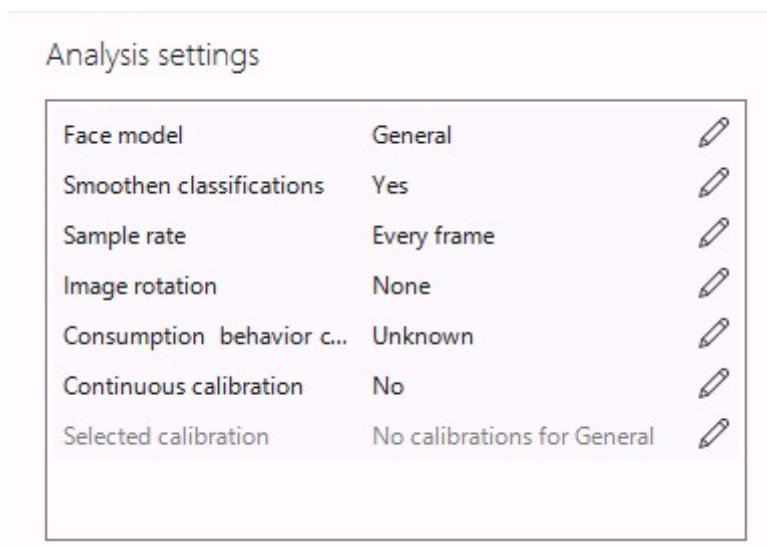 Analysis settings
Face model General
Smoothen classifications Yes
Sample rate Every frame
Image rotation None
Consumption  behavior c... Unknown
Continuous calibration No
Selected calibration No calibrations for General